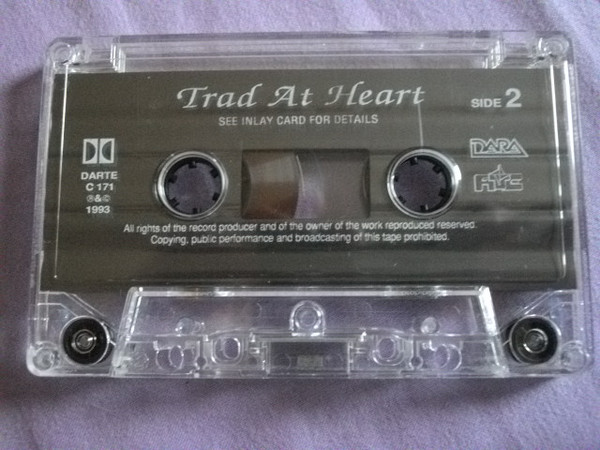 Trad At Heart
SIDE 2
SEE INLAY CARD FOR DETAILS
DARA
DARTE
C 171
℗&©
1993
All rights of the record producer and of the owner of the work reproduced reserved.
Copying, public performance and broadcasting of this tape prohibited.